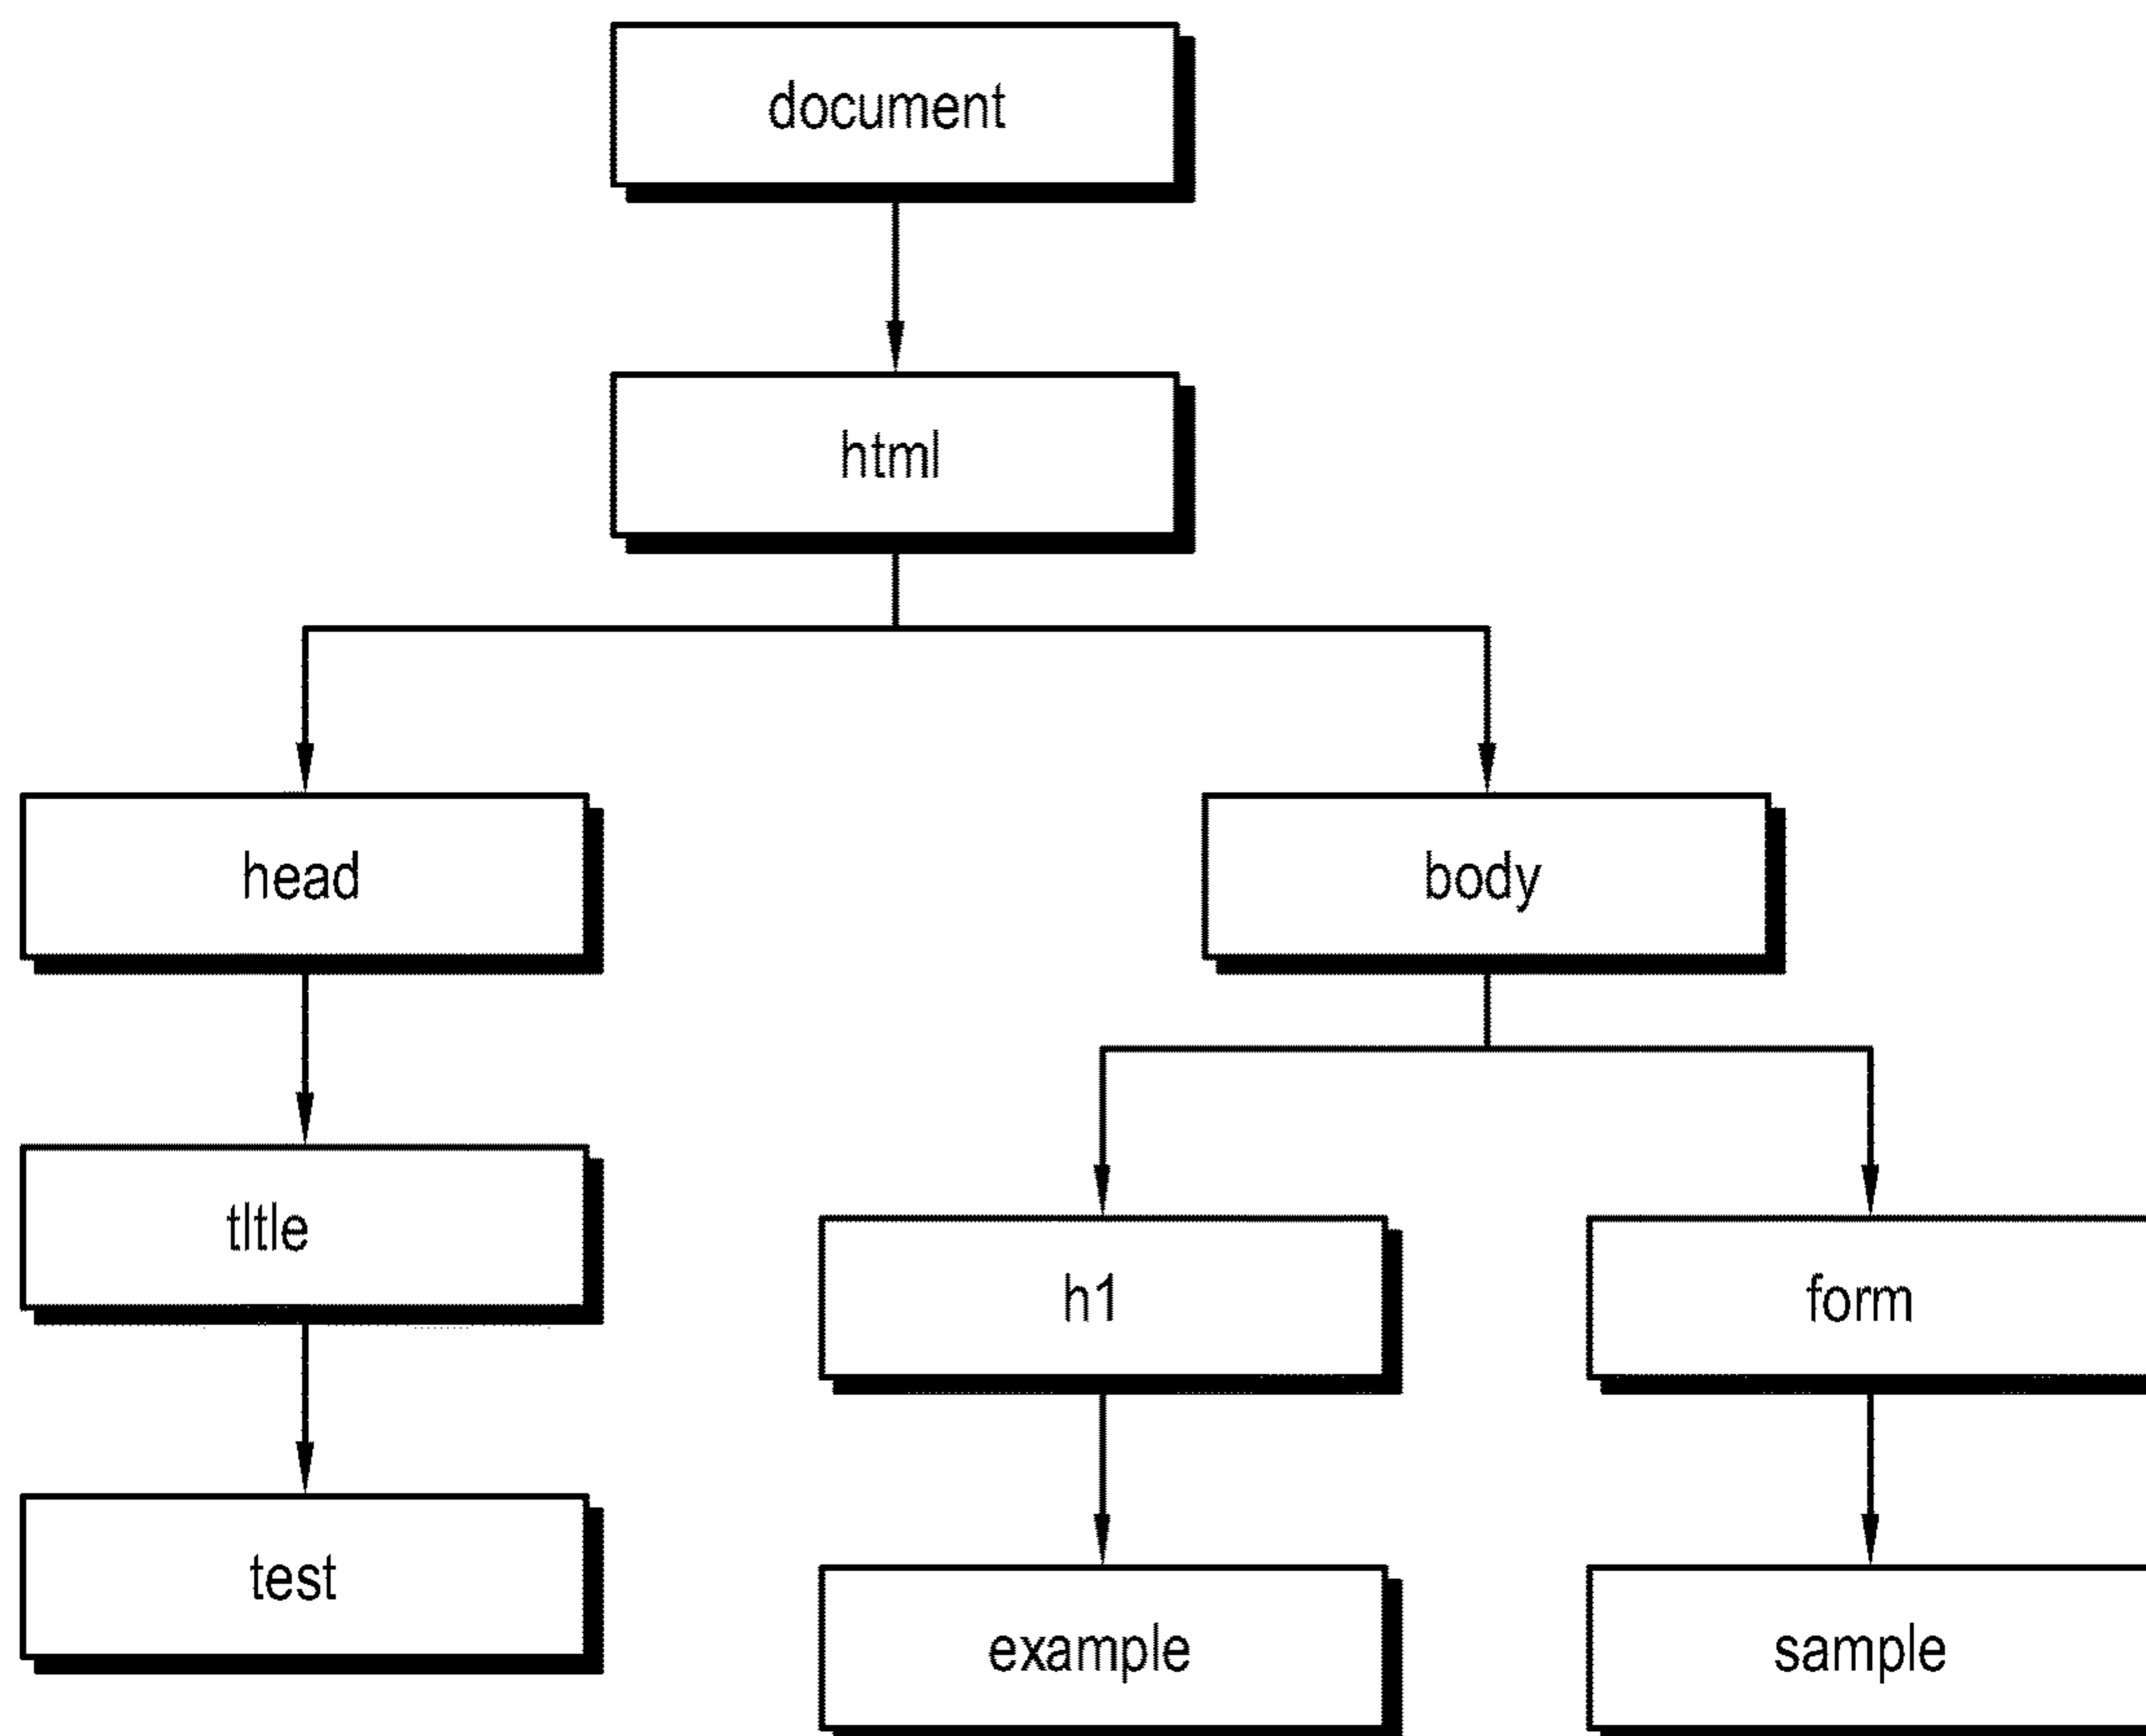 document
html
head
body
tltle
h1
form
test
example
sample